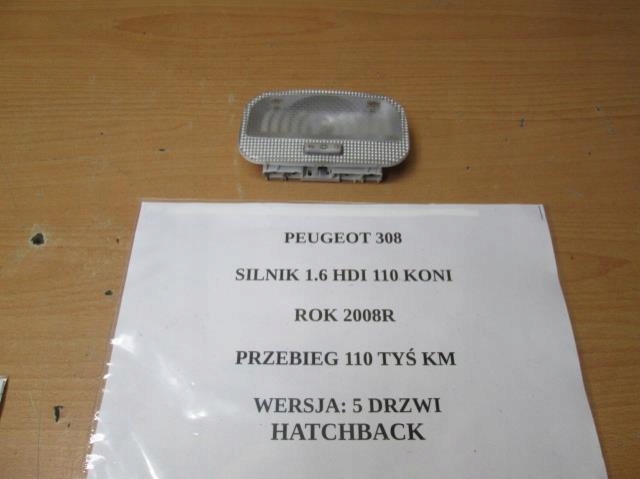 PEUGEOT 308
SILNIK 1.6 HDI 110 KONI
ROK 2008R
PRZEBIEG 110 TYŚ KM
WERSJA: 5 DRZWI
HATCHBACK